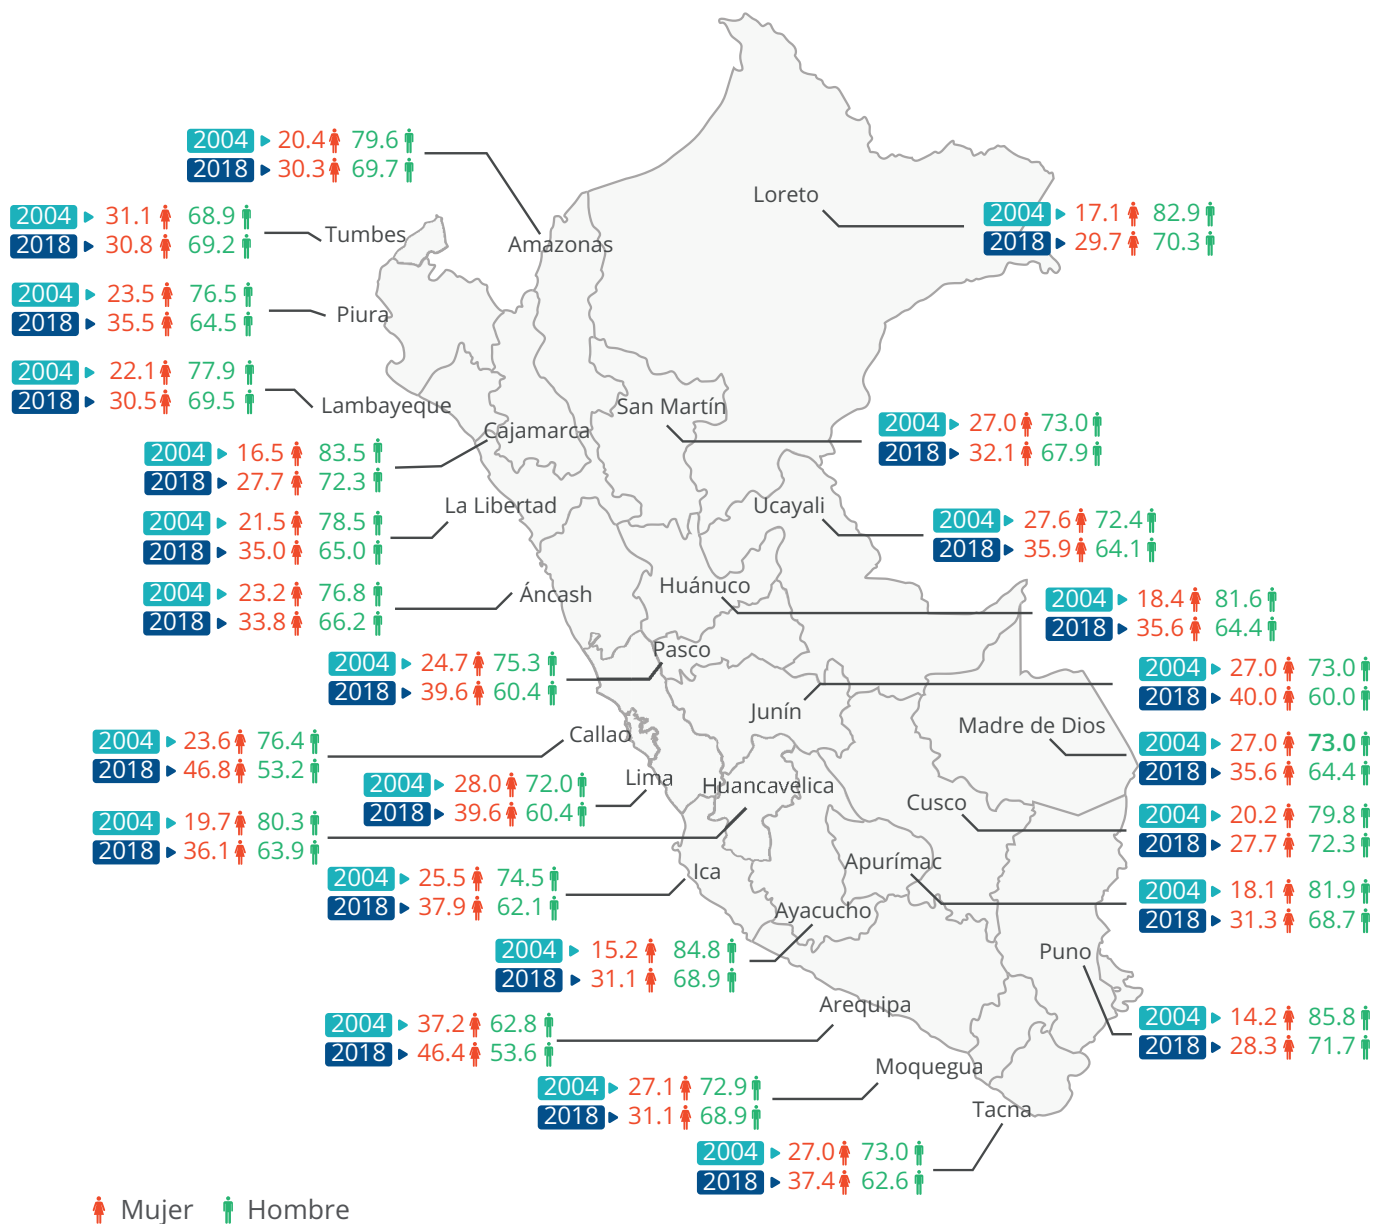 2004 20.4 79.6
2018 30.3 69.7
Amazonas
Loreto
2004 17.1 82.9
2018 29.7 70.3
2004 31.1 68.9
2018 30.8 69.2
Tumbes
2004 23.5 76.5
2018 35.5 64.5
Piura
2004 22.1 77.9
2018 30.5 69.5
Lambayeque
San Martín
2004 27.0 73.0
2018 32.1 67.9
Cajamarca
2004 16.5 83.5
2018 27.7 72.3
La Libertad
2004 21.5 78.5
2018 35.0 65.0
Ucayali
2004 27.6 72.4
2018 35.9 64.1
Áncash
2004 23.2 76.8
2018 33.8 66.2
Huánuco
2004 18.4 81.6
2018 35.6 64.4
Pasco
2004 24.7 75.3
2018 39.6 60.4
Junín
2004 27.0 73.0
2018 40.0 60.0
Madre de Dios
2004 27.0 73.0
2018 35.6 64.4
Callao
2004 23.6 76.4
2018 46.8 53.2
Lima
2004 28.0 72.0
2018 39.6 60.4
Huancavelica
2004 19.7 80.3
2018 36.1 63.9
Cusco
2004 20.2 79.8
2018 27.7 72.3
Ica
2004 25.5 74.5
2018 37.9 62.1
Apurímac
2004 18.1 81.9
2018 31.3 68.7
Ayacucho
2004 15.2 84.8
2018 31.1 68.9
Puno
2004 14.2 85.8
2018 28.3 71.7
Arequipa
2004 37.2 62.8
2018 46.4 53.6
Moquegua
2004 27.1 72.9
2018 31.1 68.9
Tacna
2004 27.0 73.0
2018 37.4 62.6
Mujer Hombre